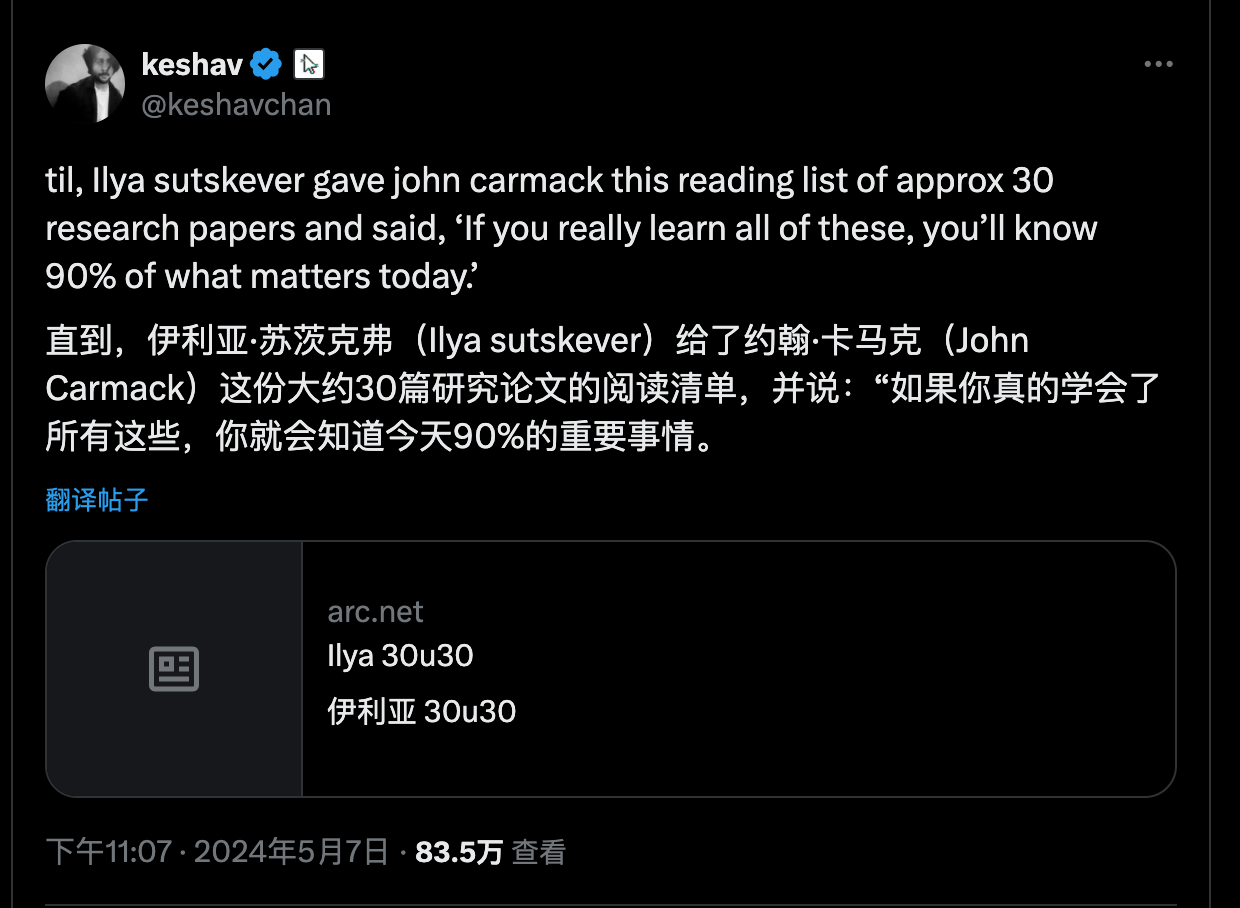 keshav
@keshavchan
til, Ilya sutskever gave john carmack this reading list of approx 30
research papers and said, ‘If you really learn all of these, you’ll know
90% of what matters today.’
直到，伊利亚·苏茨克弗（Ilya sutskever）给了约翰·卡马克（John
Carmack）这份大约30篇研究论文的阅读清单，并说：“如果你真的学会了
所有这些，你就会知道今天90%的重要事情。
翻译帖子
arc.net
Ilya 30u30
伊利亚 30u30
下午11:07 · 2024年5月7日 · 83.5万 查看